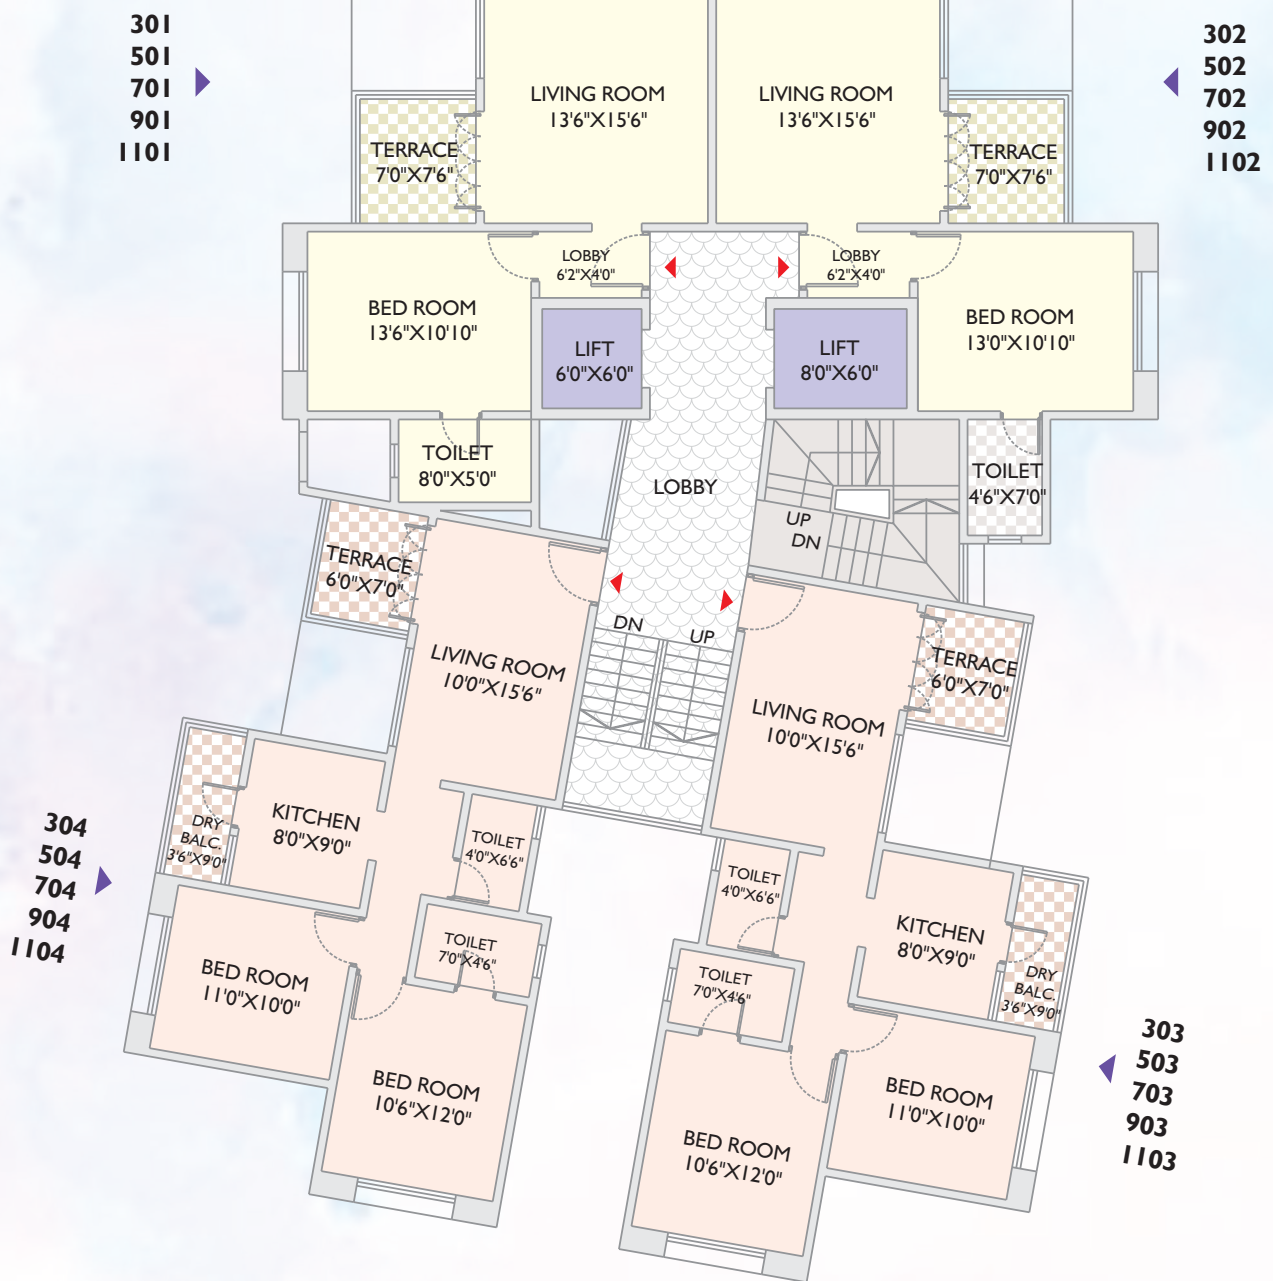 301
501
701
901
1101
302
502
702
902
1102
LIVING ROOM
13'6"X15'6"
LIVING ROOM
13'6"X15'6"
TERRACE
7'0"X7'6"
TERRACE
7'0"X7'6"
LOBBY
6'2"X4'0"
LOBBY
6'2"X4'0"
BED ROOM
13'6"X10'10"
BED ROOM
13'0"X10'10"
LIFT
6'0"X6'0"
LIFT
8'0"X6'0"
TOILET
8'0"X5'0"
TOILET
4'6"X7'0"
LOBBY
UP
DN
TERRACE
6'0"X7'0"
DN
UP
LIVING ROOM
10'0"X15'6"
TERRACE
6'0"X7'0"
LIVING ROOM
10'0"X15'6"
KITCHEN
8'0"X9'0"
DRY
BALC.
3'6"X9'0"
TOILET
4'0"X6'6"
TOILET
4'0"X6'6"
304
504
704
904
1104
TOILET
7'0"X4'6"
KITCHEN
8'0"X9'0"
BED ROOM
11'0"X10'0"
TOILET
7'0"X4'6"
DRY
BALC.
3'6"X9'0"
303
503
703
903
1103
BED ROOM
10'6"X12'0"
BED ROOM
11'0"X10'0"
BED ROOM
10'6"X12'0"